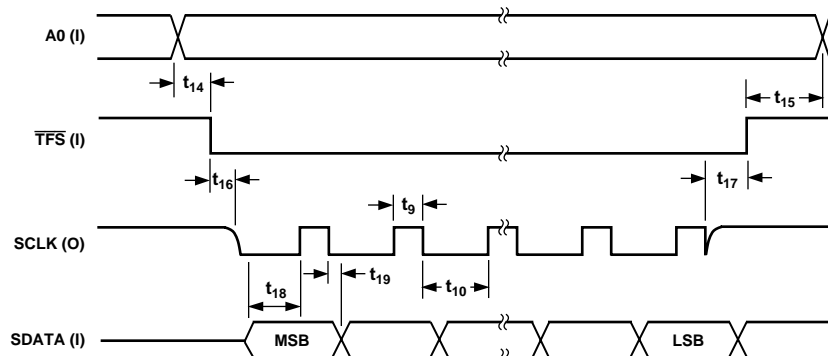 A0 (I)
t14
t15
TFS (I)
t16
t17
t9
SCLK (O)
t19
t10
t18
SDATA (I)
MSB
LSB